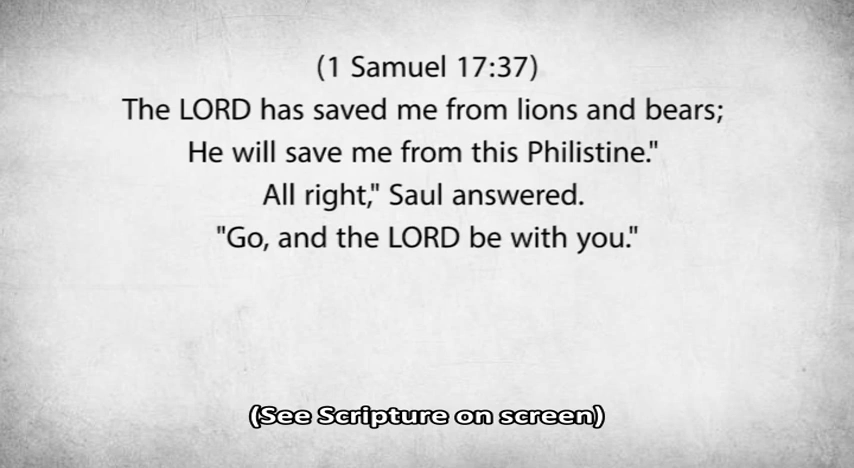 (1 Samuel 17:37)
The LORD has saved me from lions and bears;
He will save me from this Philistine."
All right," Saul answered.
"Go, and the LORD be with you."
(See Scripture on screen)